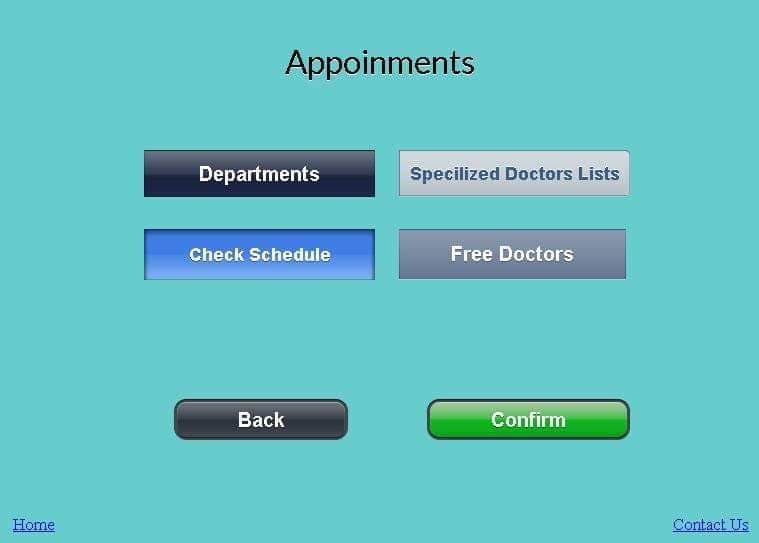 Appoinments
Departments
Specilized Doctors Lists
Check Schedule
Free Doctors
Back
Confirm
Home
Contact Us